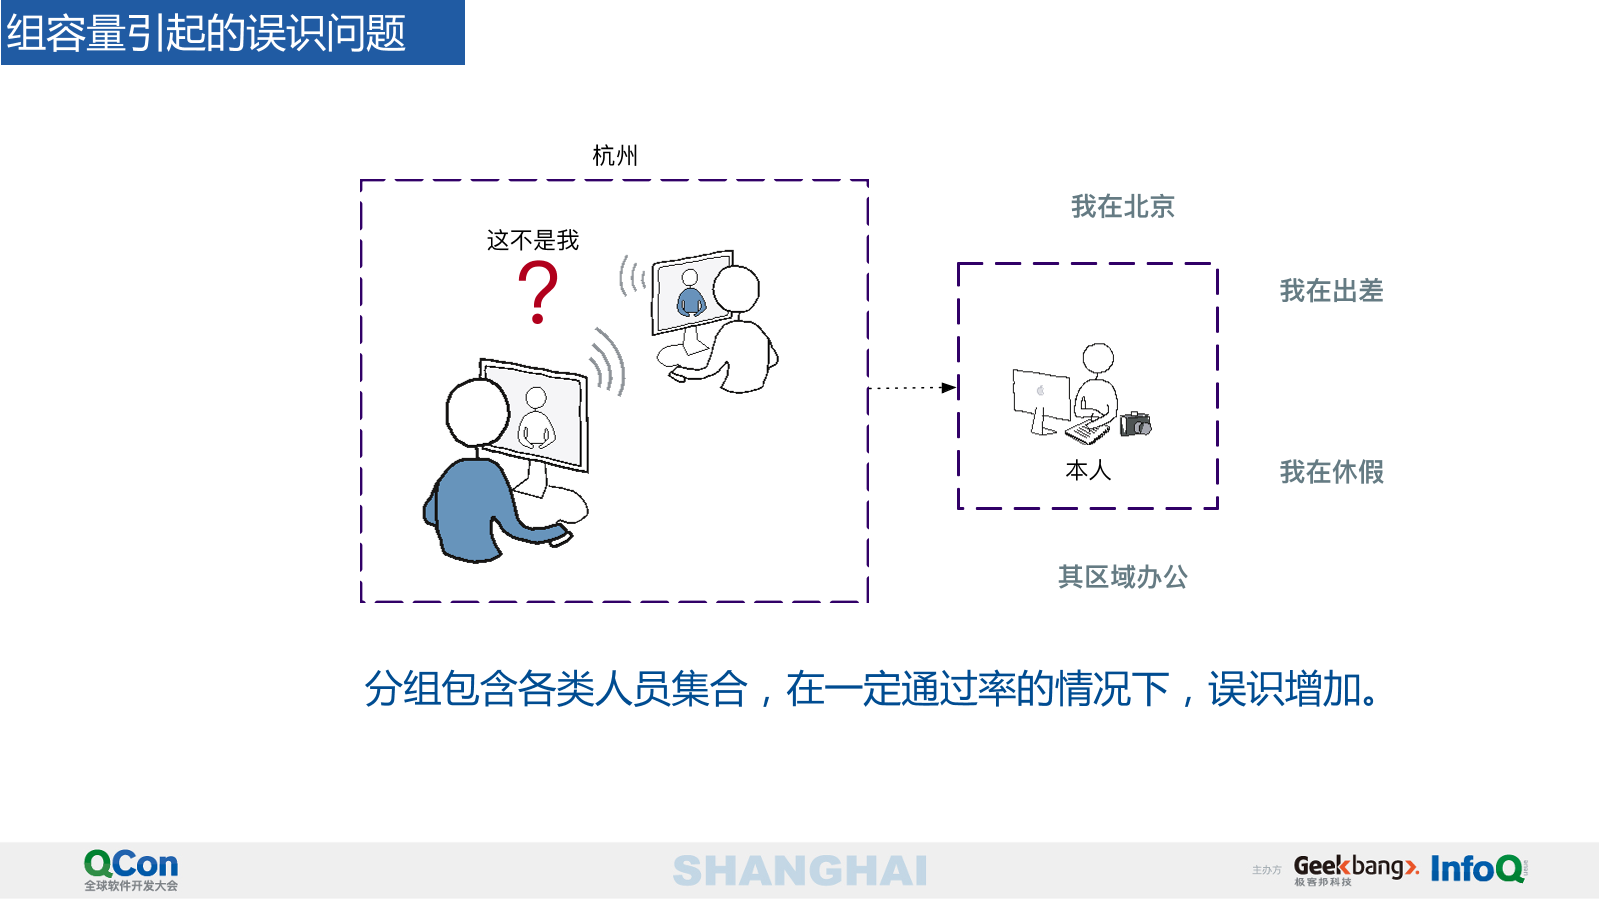 组容量引起的误识问题
杭州
这不是我
?
我在北京
我在出差
本人
我在休假
其区域办公
分组包含各类人员集合，在一定通过率的情况下，误识增加。
QCon
全球软件开发大会
SHANGHAI
主办方
Geekbang>.
极客邦科技
InfoQ